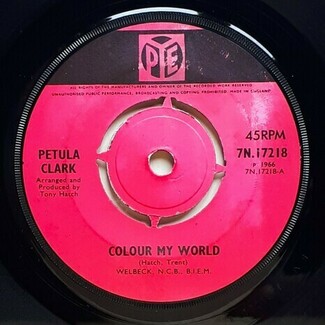 PYE
ALL RIGHTS OF THE MANUFACTURER AND OWNER OF THE RECORDED WORK RESERVED
UNAUTHORISED PUBLIC PERFORMANCE, BROADCASTING AND COPYING PROHIBITED. MADE IN ENGLAND
PETULA
CLARK
Arranged and
Produced by
Tony Hatch
45RPM
7N.17218
P 1966
7N.17218-A
COLOUR MY WORLD
(Hatch, Trent)
WELBECK, N.C.B., B.I.E.M.